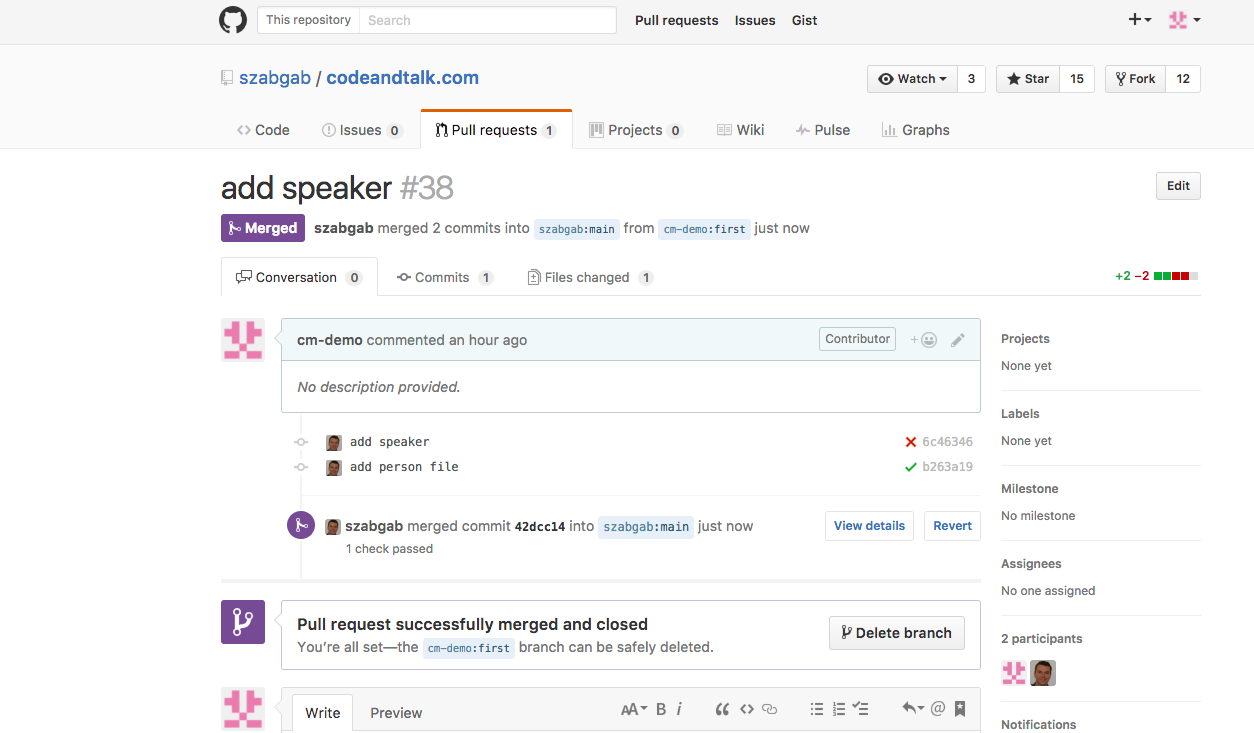 This repository Search Pull requests Issues Gist
szabgab / codeandtalk.com Watch 3 Star 15 Fork 12
Code Issues 0 Pull requests 1 Projects 0 Wiki Pulse Graphs
add speaker #38 Edit
Merged szabgab merged 2 commits into szabgab:main from cm-demo:first just now
Conversation 0 Commits 1 Files changed 1 +2 −2
cm-demo commented an hour ago Contributor +
No description provided.
add speaker 6c46346
add person file b263a19
szabgab merged commit 42dcc14 into szabgab:main just now View details Revert
1 check passed
Pull request successfully merged and closed
You’re all set—the cm-demo:first branch can be safely deleted. Delete branch
Write Preview AA B i “ <> @
Projects
None yet
Labels
None yet
Milestone
No milestone
Assignees
No one assigned
2 participants
Notifications